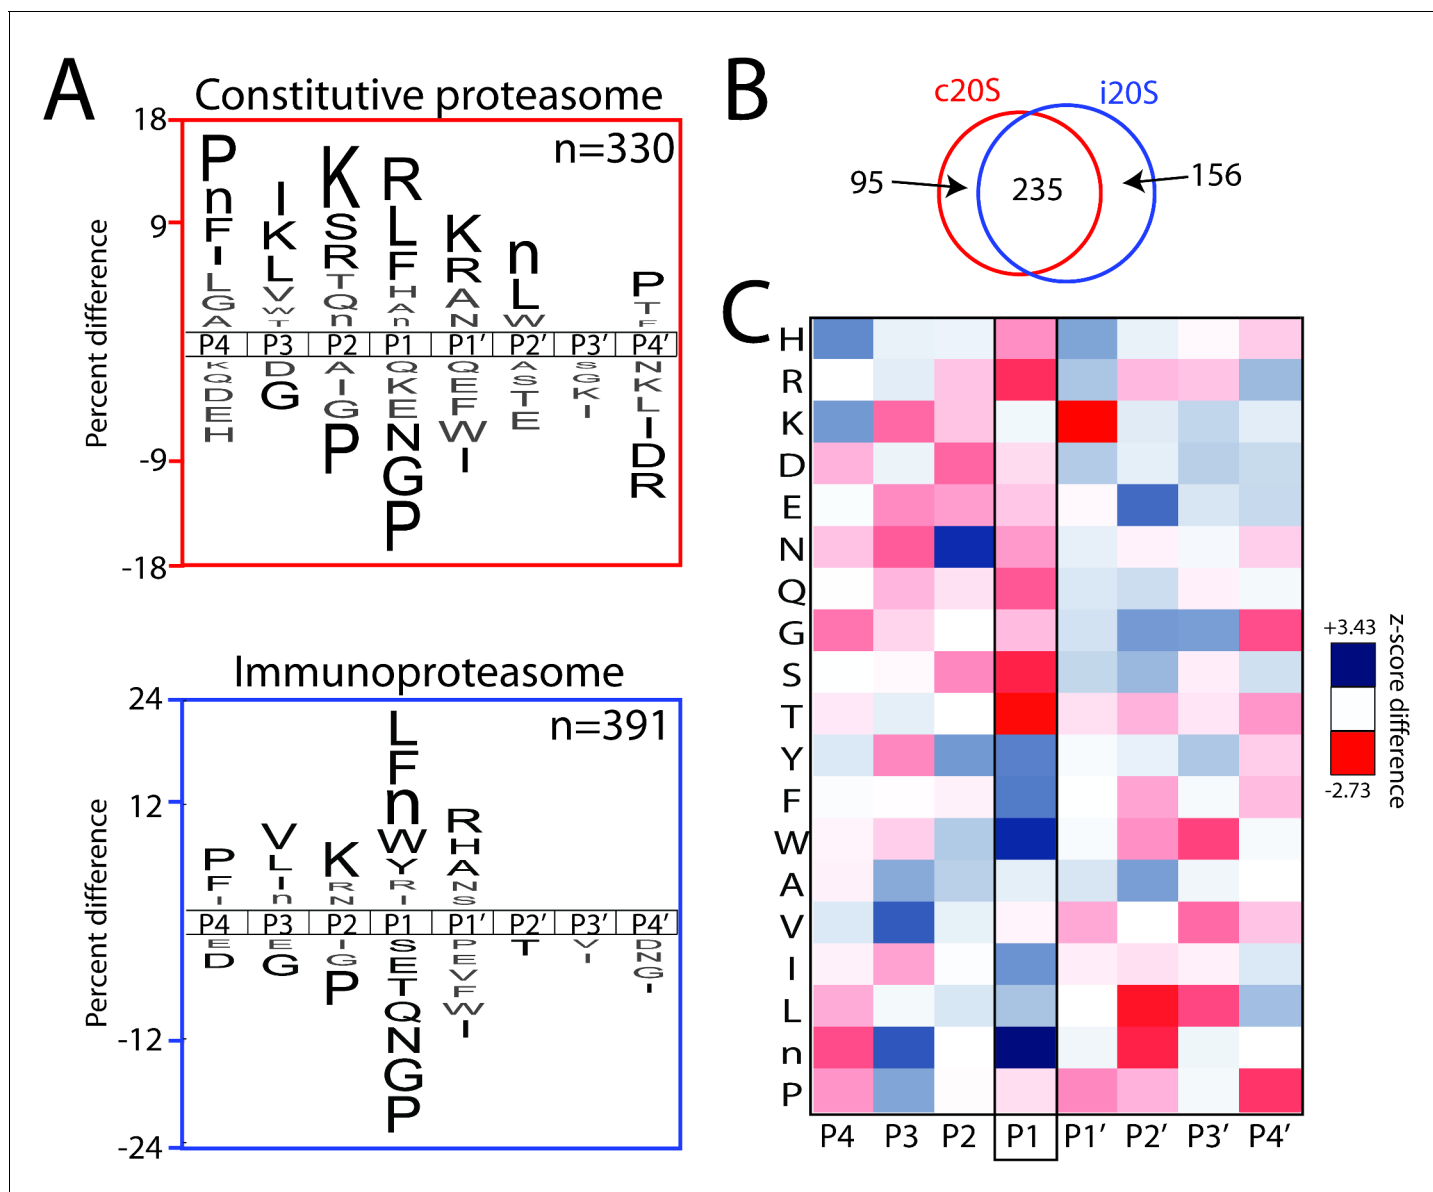 A
Constitutive proteasome
n=330
18
9
-9
-18
Percent difference
P n F I L G A
I K L V W T
K S R T Q n
R L F H A n
K R A N
n L W
P T F
P4 P3 P2 P1 P1′ P2′ P3′ P4′
K Q D E H
D G
A I G P
Q K E N G P
Q E F W I
A S T E
S G K I
N K L I D R
Immunoproteasome
n=391
24
12
-12
-24
Percent difference
P F I
V L I n
K R N
L F n W Y R I
R H A N S
P4 P3 P2 P1 P1′ P2′ P3′ P4′
E D
E G
I G P
S E T Q N G P
P E V F W I
T
V I
D N G I
B
c20S i20S
95 235 156
C
H
R
K
D
E
N
Q
G
S
T
Y
F
W
A
V
I
L
n
P
P4 P3 P2 P1 P1′ P2′ P3′ P4′
+3.43
-2.73
z-score difference